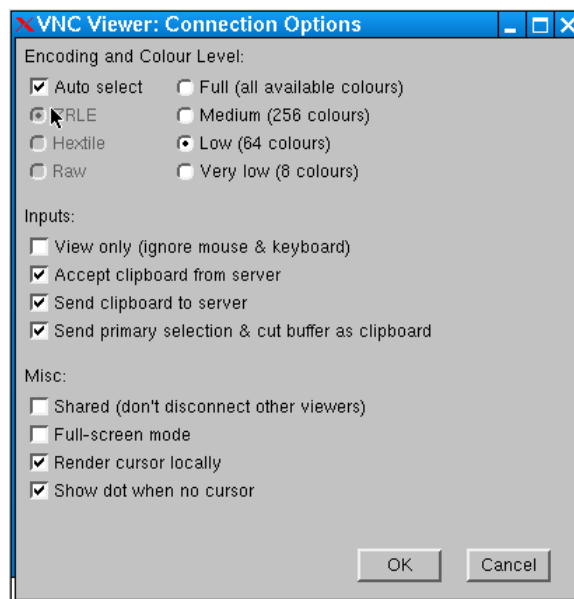 VNC Viewer: Connection Options
Encoding and Colour Level:
Auto select Full (all available colours)
ZRLE Medium (256 colours)
Hextile Low (64 colours)
Raw Very low (8 colours)
Inputs:
View only (ignore mouse & keyboard)
Accept clipboard from server
Send clipboard to server
Send primary selection & cut buffer as clipboard
Misc:
Shared (don't disconnect other viewers)
Full-screen mode
Render cursor locally
Show dot when no cursor
OK Cancel